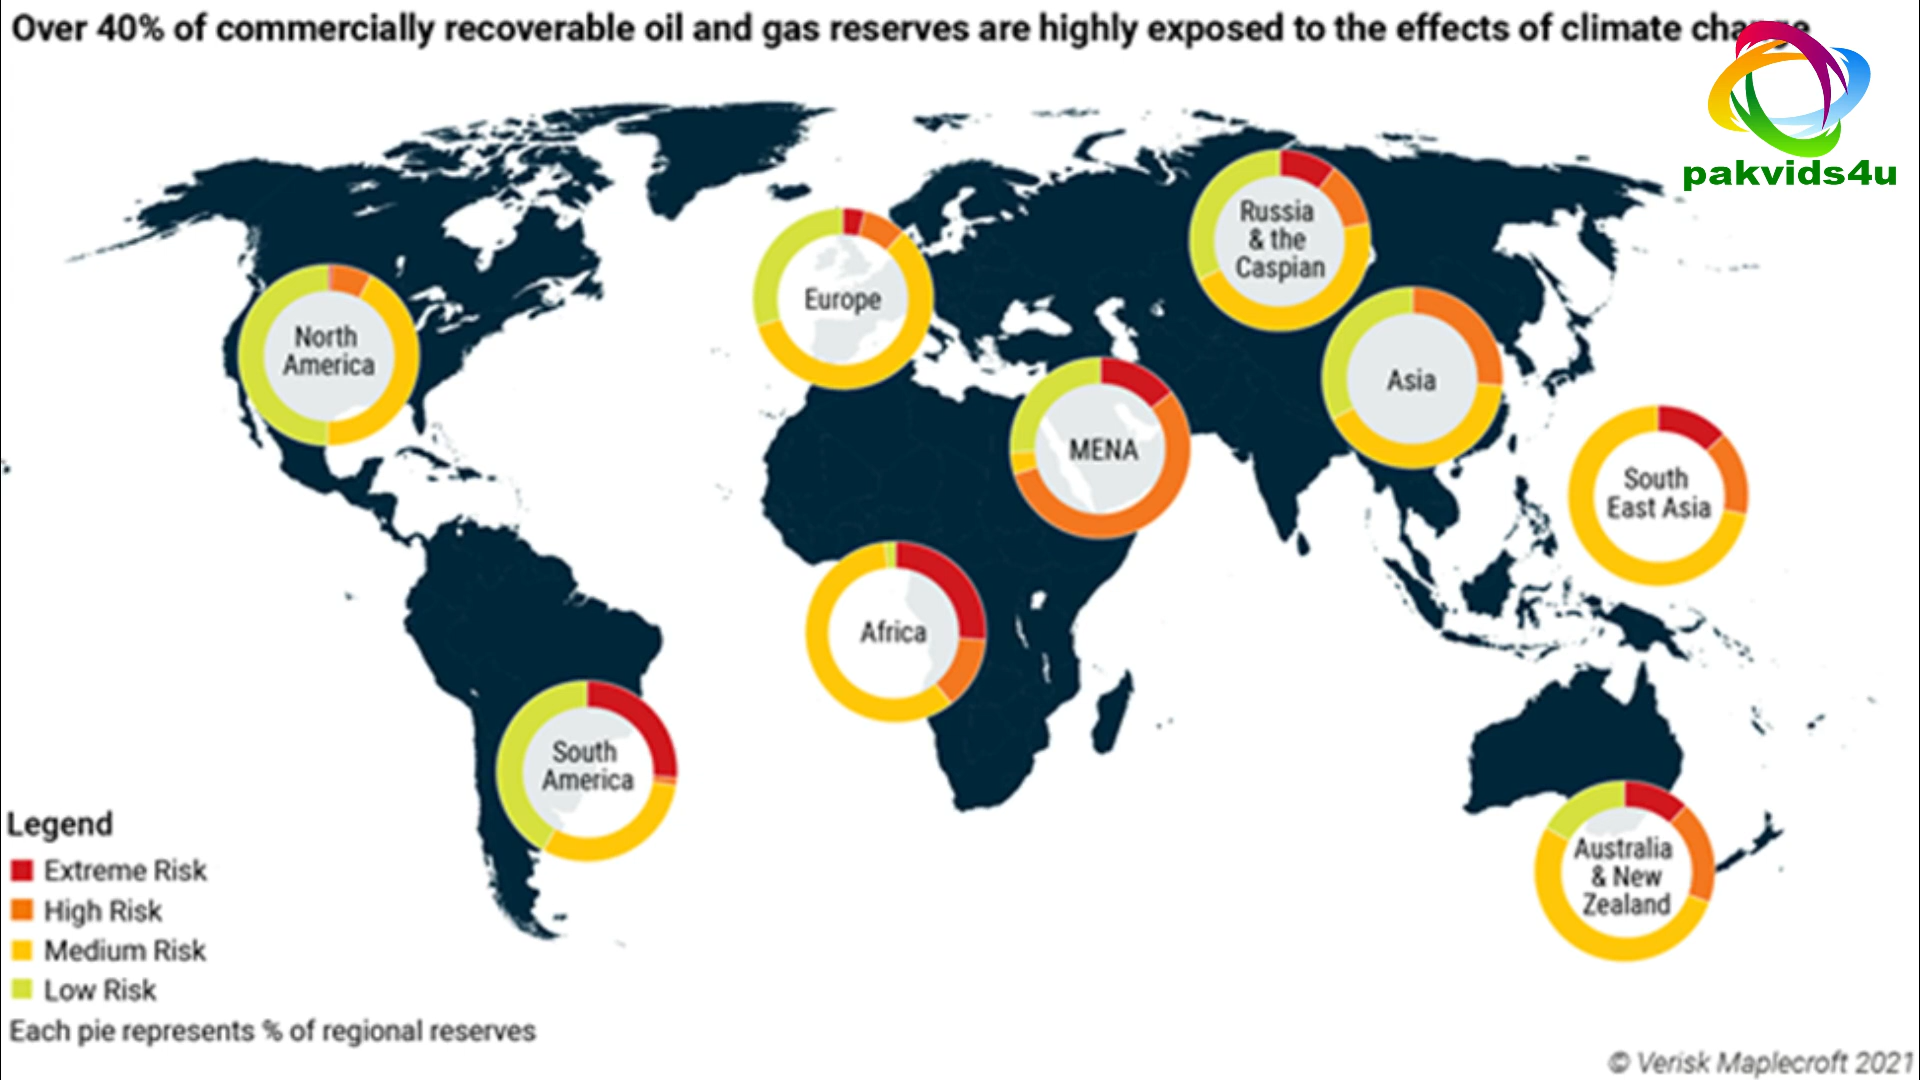 Over 40% of commercially recoverable oil and gas reserves are highly exposed to the effects of climate change
pakvids4u
Russia
& the
Caspian
Europe
North
America
Asia
MENA
South
East Asia
Africa
South
America
Australia
& New
Zealand
Legend
Extreme Risk
High Risk
Medium Risk
Low Risk
Each pie represents % of regional reserves
© Verisk Maplecroft 2021